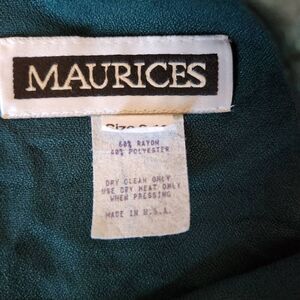 MAURICES
60% RAYON
40% POLYESTER
DRY CLEAN ONLY
USE DRY HEAT ONLY
WHEN PRESSING
MADE IN U.S.A.